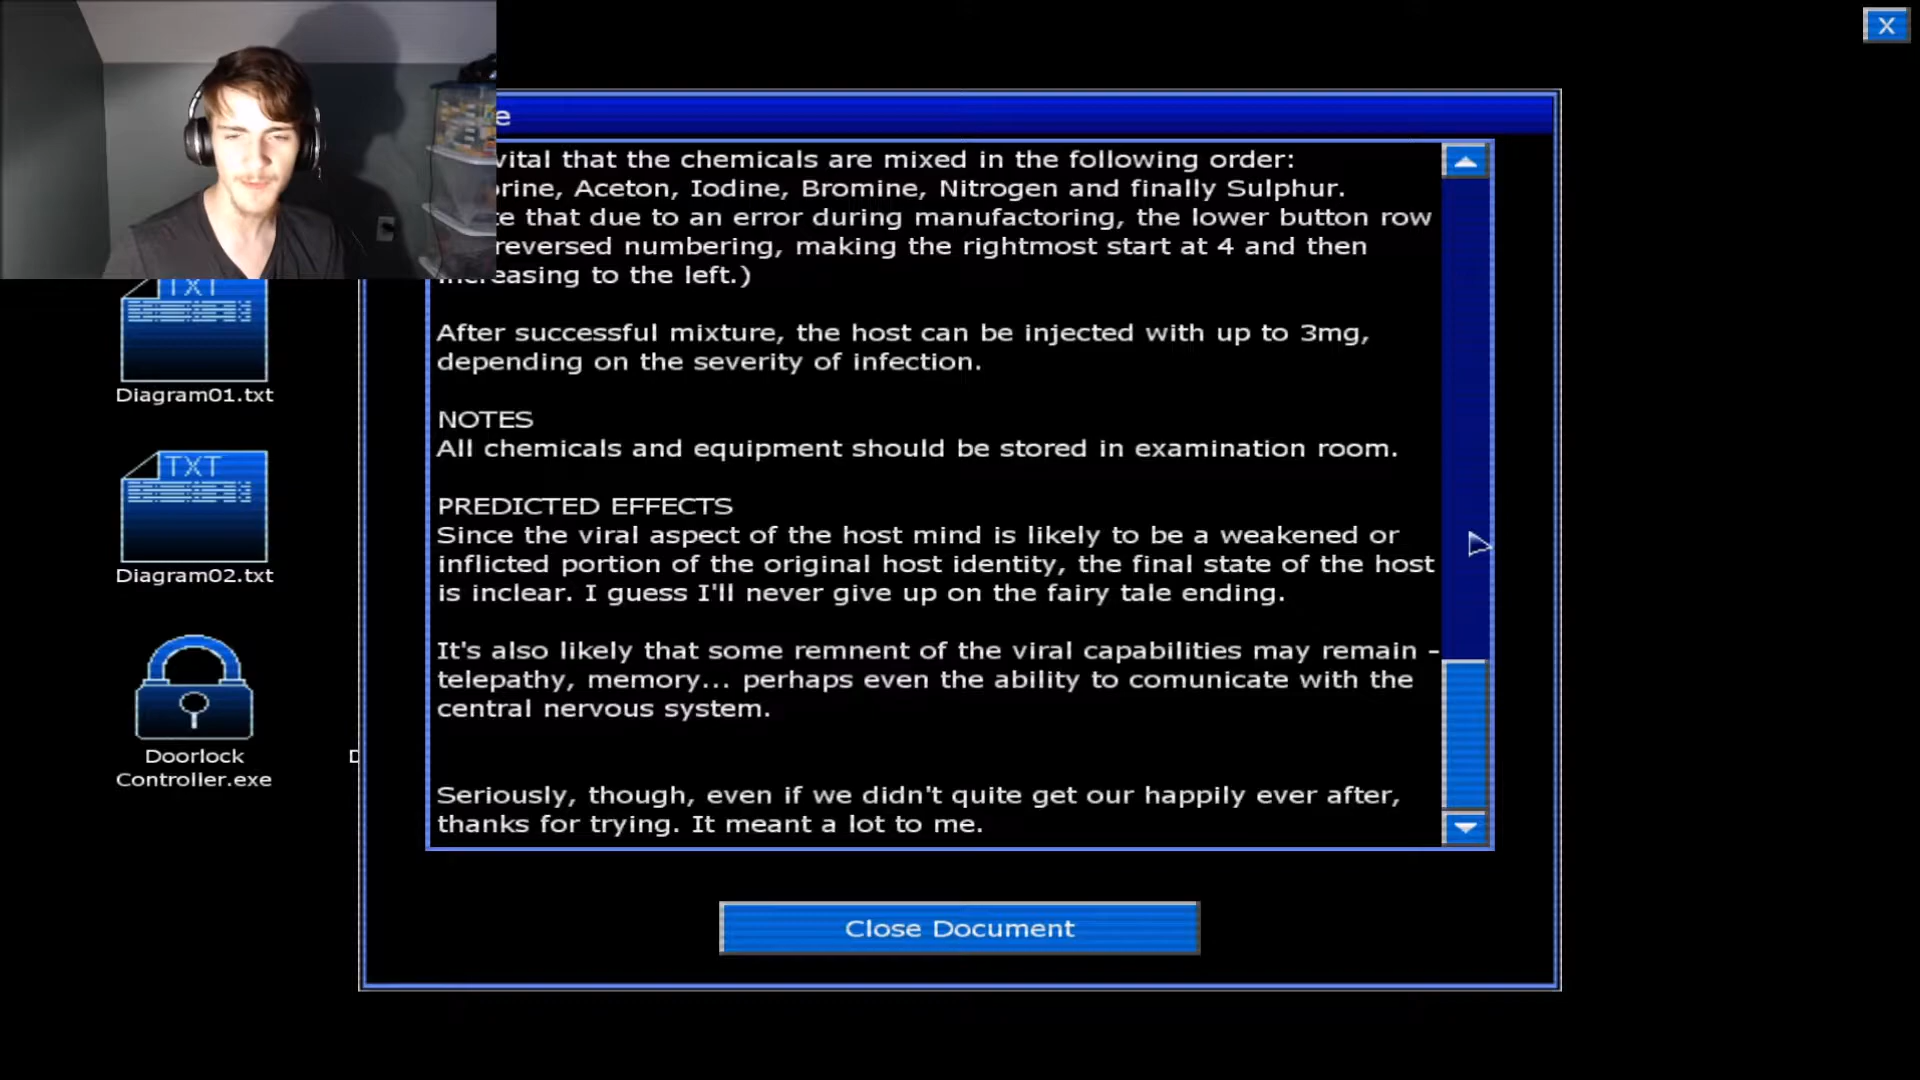 X
e
vital that the chemicals are mixed in the following order:
orine, Aceton, Iodine, Bromine, Nitrogen and finally Sulphur.
te that due to an error during manufactoring, the lower button row
reversed numbering, making the rightmost start at 4 and then
increasing to the left.)
After successful mixture, the host can be injected with up to 3mg,
depending on the severity of infection.
NOTES
All chemicals and equipment should be stored in examination room.
PREDICTED EFFECTS
Since the viral aspect of the host mind is likely to be a weakened or
inflicted portion of the original host identity, the final state of the host
is inclear. I guess I'll never give up on the fairy tale ending.
It's also likely that some remnent of the viral capabilities may remain -
telepathy, memory... perhaps even the ability to comunicate with the
central nervous system.
Seriously, though, even if we didn't quite get our happily ever after,
thanks for trying. It meant a lot to me.
Close Document
TXT
Diagram01.txt
TXT
Diagram02.txt
Doorlock
Controller.exe